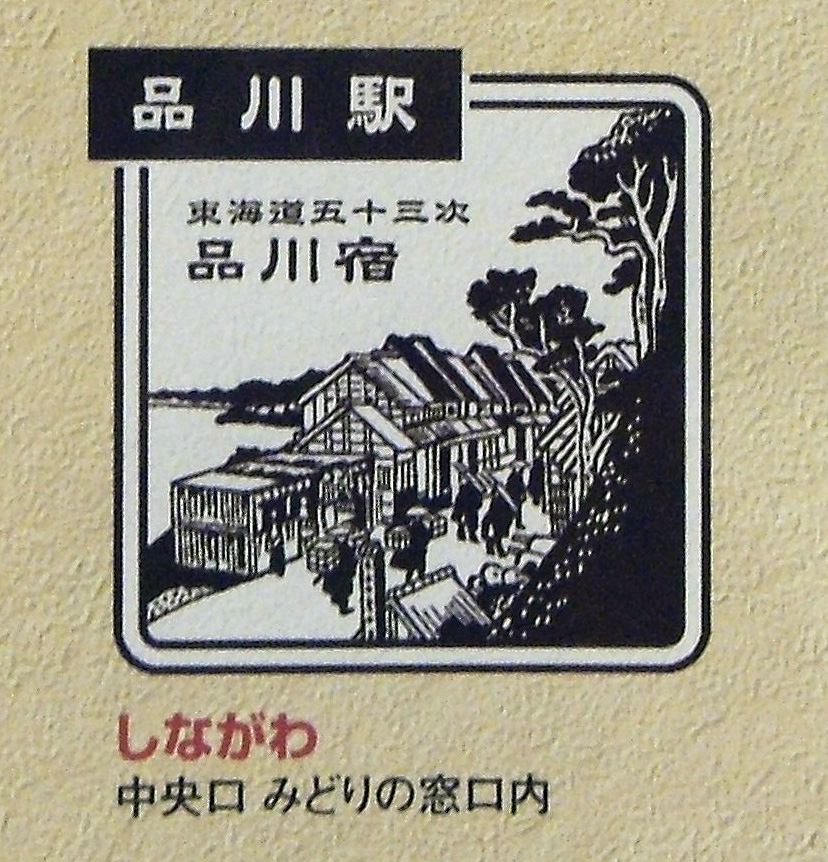 品川駅
東海道五十三次
品川宿
しながわ
中央口 みどりの窓口内